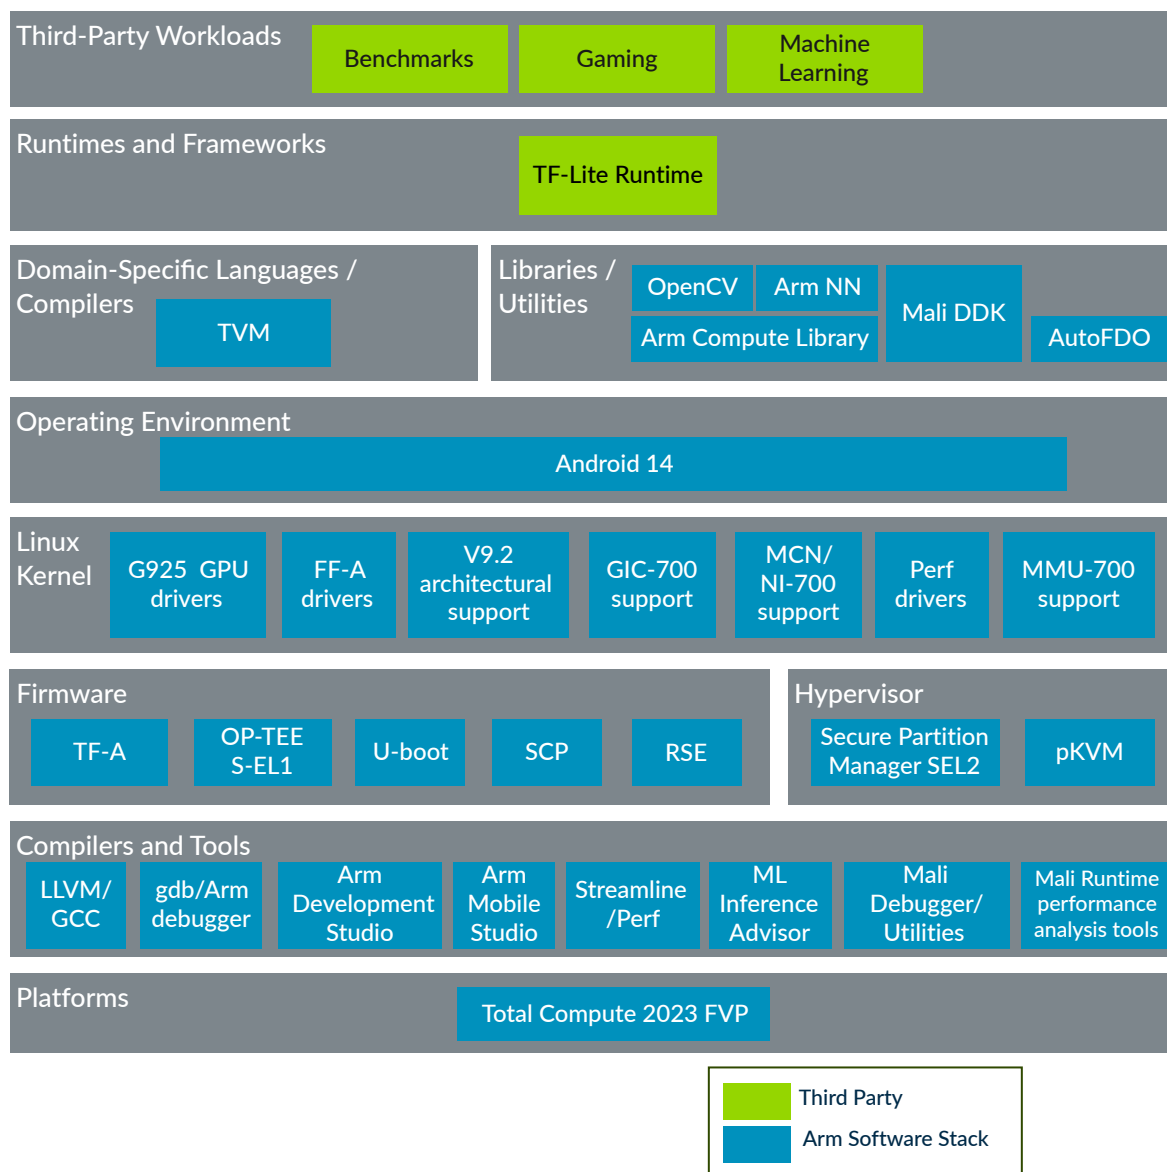 Third-Party Workloads
Benchmarks
Gaming
Machine
Learning
Runtimes and Frameworks
TF-Lite Runtime
Domain-Specific Languages /
Compilers
TVM
Libraries /
Utilities
OpenCV
Arm NN
Arm Compute Library
Mali DDK
AutoFDO
Operating Environment
Android 14
Linux
Kernel
G925 GPU
drivers
FF-A
drivers
V9.2
architectural
support
GIC-700
support
MCN/
NI-700
support
Perf
drivers
MMU-700
support
Firmware
TF-A
OP-TEE
S-EL1
U-boot
SCP
RSE
Hypervisor
Secure Partition
Manager SEL2
pKVM
Compilers and Tools
LLVM/
GCC
gdb/Arm
debugger
Arm
Development
Studio
Arm
Mobile
Studio
Streamline
/Perf
ML
Inference
Advisor
Mali
Debugger/
Utilities
Mali Runtime
performance
analysis tools
Platforms
Total Compute 2023 FVP
Third Party
Arm Software Stack